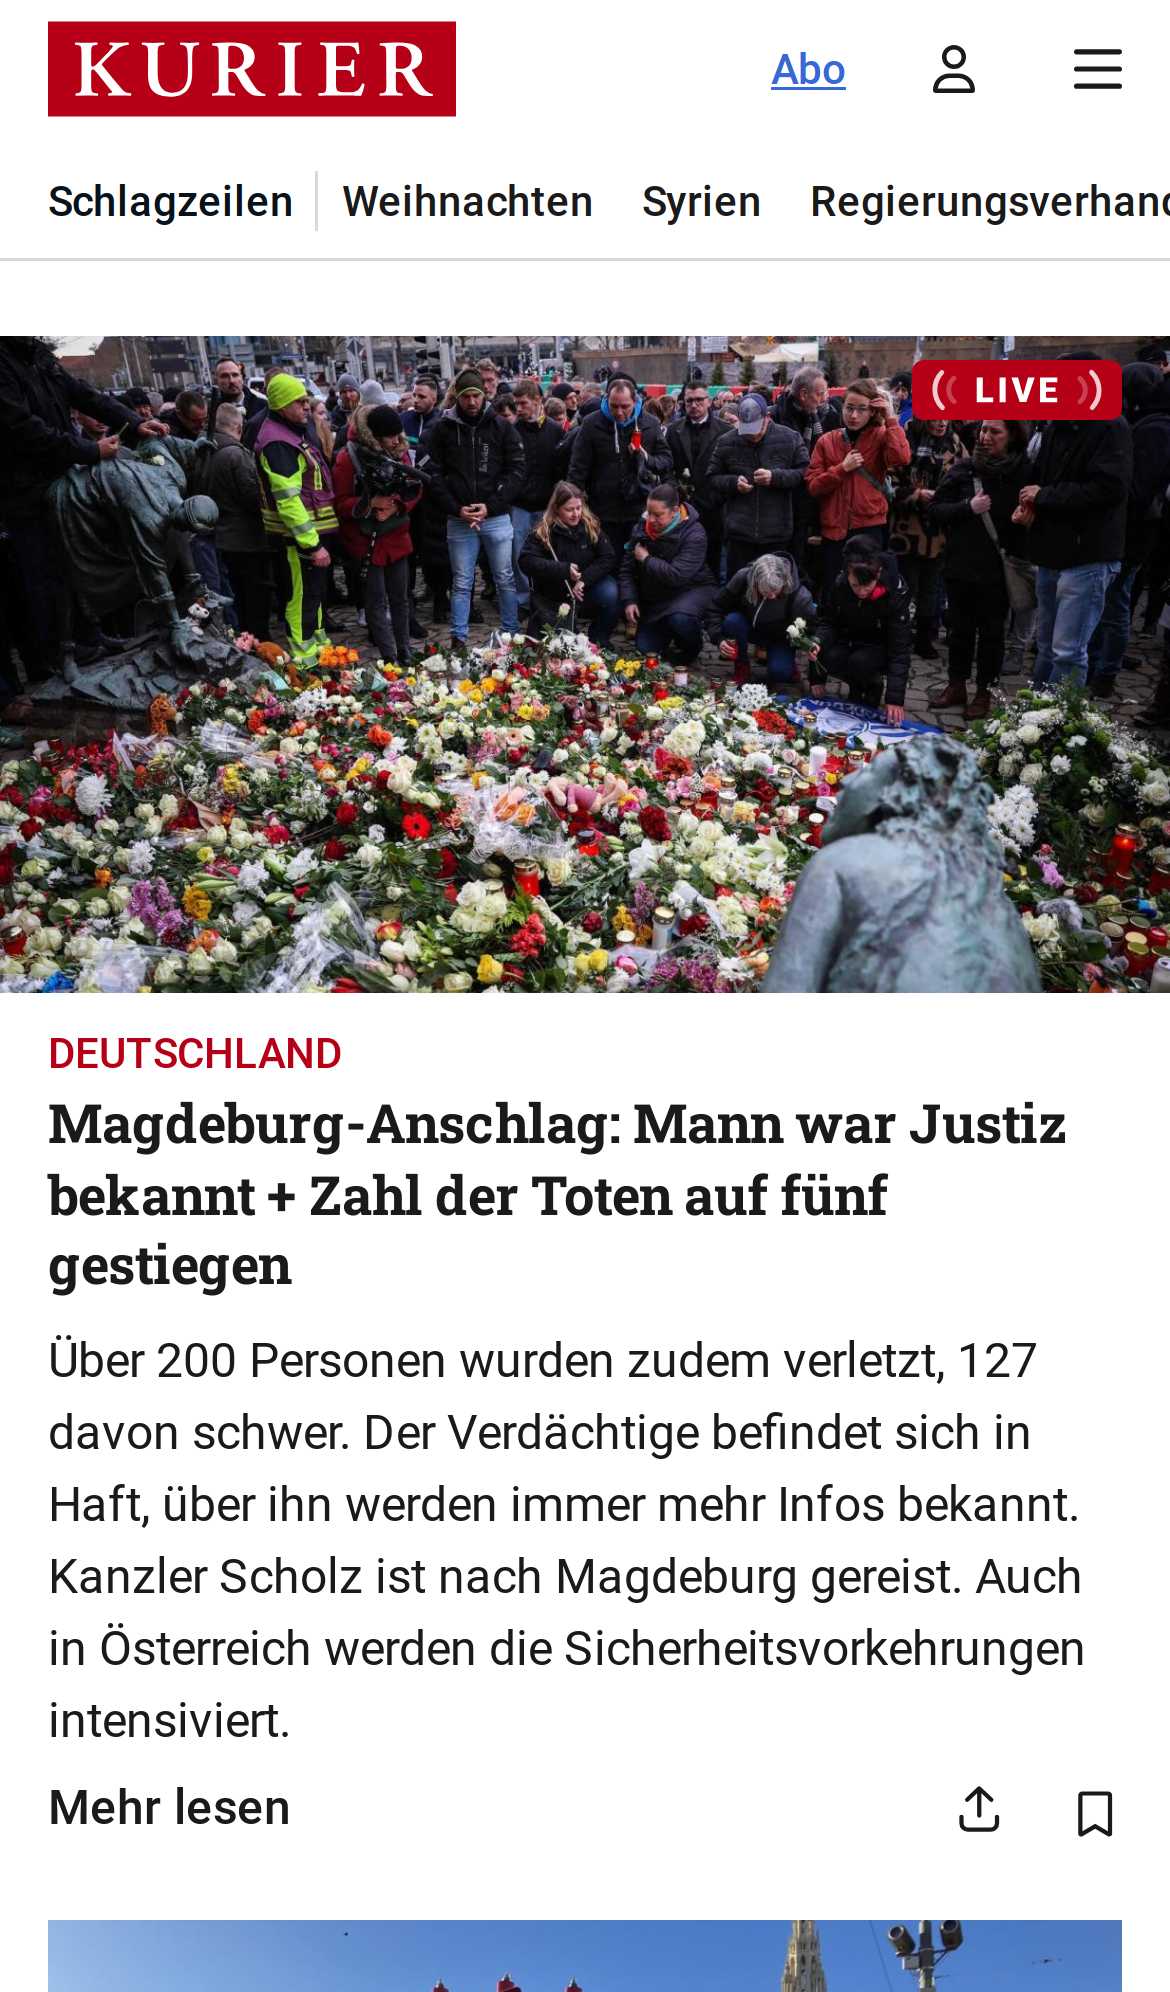 KURIER
Abo
Schlagzeilen
Weihnachten
Syrien
LIVE
DEUTSCHLAND
Magdeburg-Anschlag: Mann war Justiz
bekannt + Zahl der Toten auf fünf
gestiegen
Über 200 Personen wurden zudem verletzt, 127
davon schwer. Der Verdächtige befindet sich in
Haft, über ihn werden immer mehr Infos bekannt.
Kanzler Scholz ist nach Magdeburg gereist. Auch
in Österreich werden die Sicherheitsvorkehrungen
intensiviert.
Mehr lesen